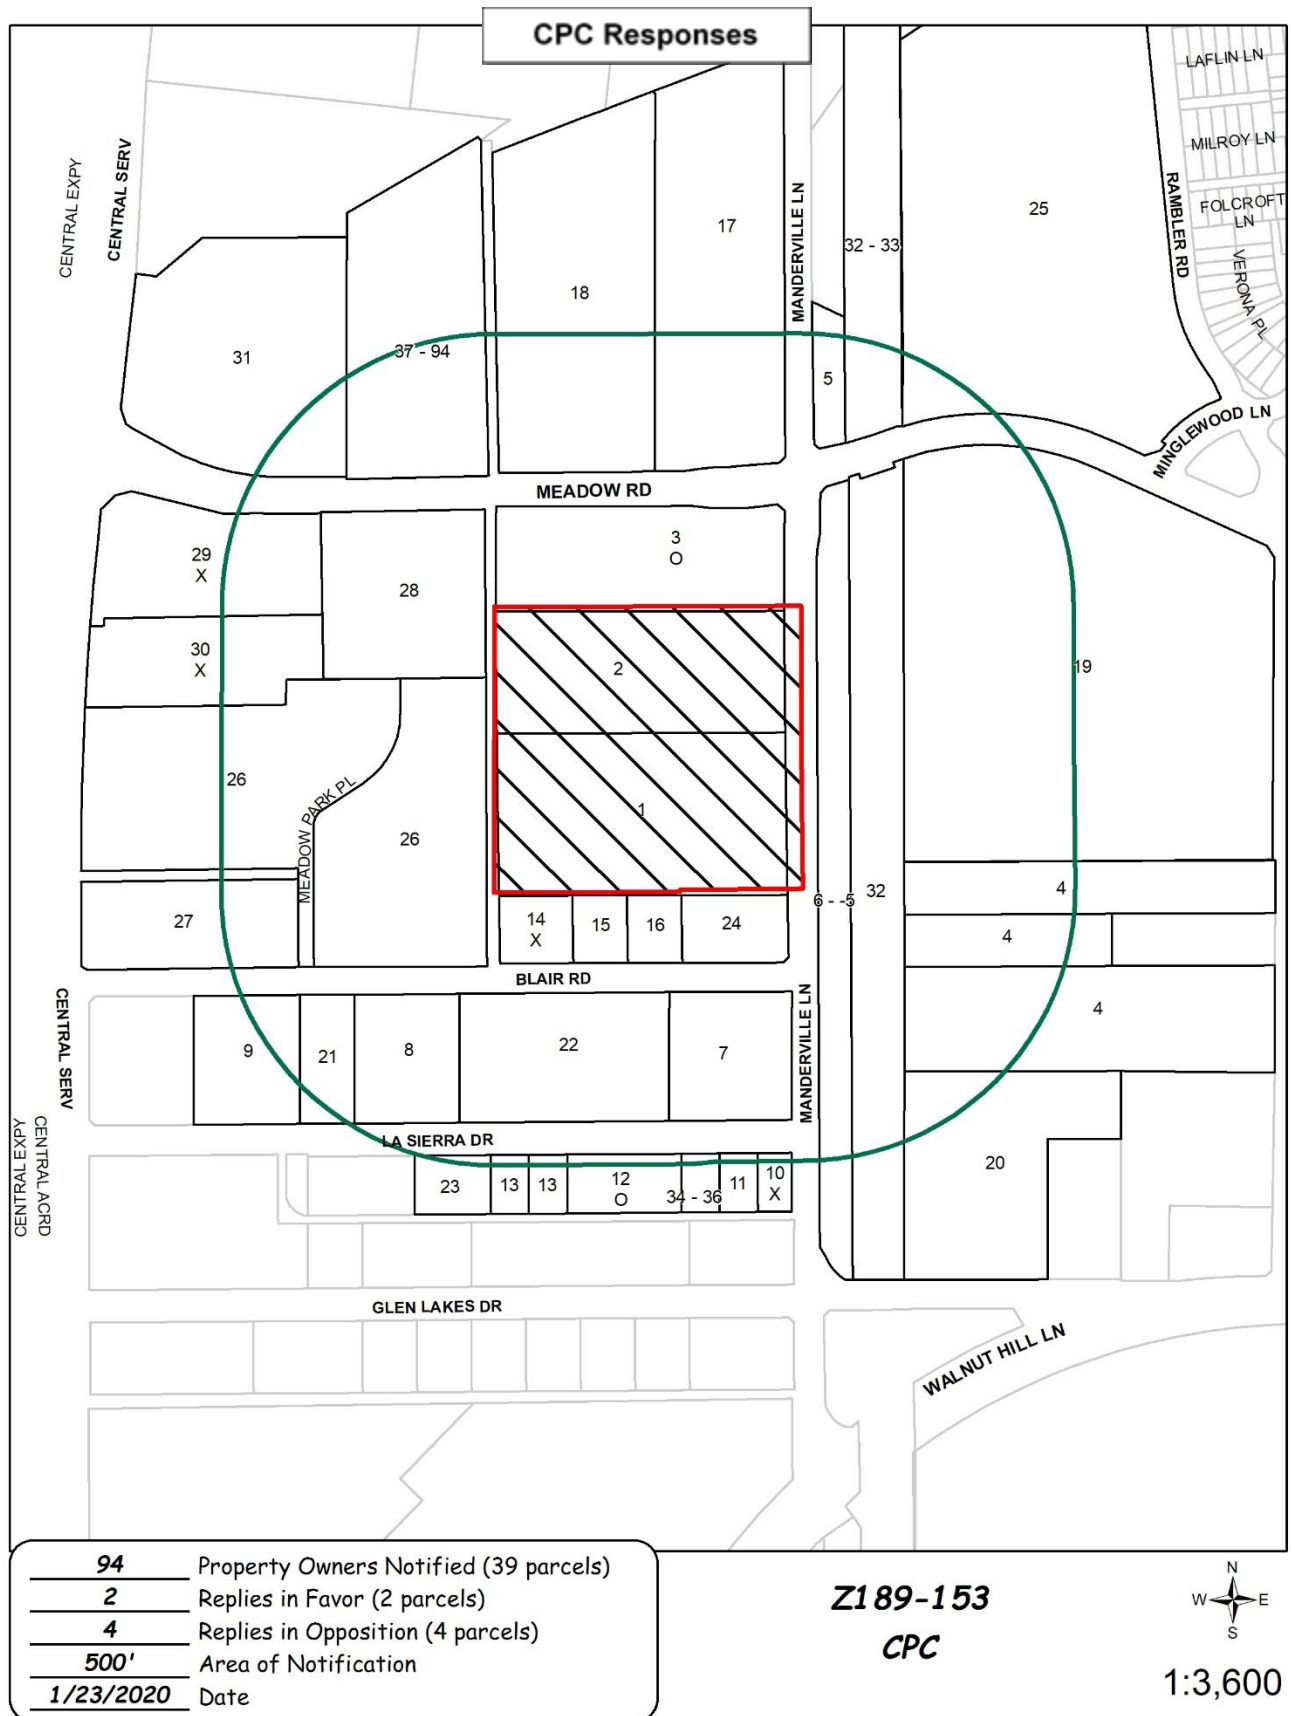 CPC Responses
LAFLIN LN
MILROY LN
FOLCROFT
LN
VERONA PL
RAMBLER RD
MINGLEWOOD LN
CENTRAL EXPY
CENTRAL SERV
MANDERVILLE LN
25
17
32 - 33
18
31
37 - 94
5
MEADOW RD
29
X
3
O
28
30
X
2
19
26
MEADOW PARK PL
1
26
6 - -5
32
4
27
14
X
15
16
24
4
BLAIR RD
4
CENTRAL SERV
MANDERVILLE LN
9
21
8
22
7
LA SIERRA DR
CENTRAL EXPY
CENTRAL ACRD
23
13
13
12
O
34 - 36
11
10
X
20
GLEN LAKES DR
WALNUT HILL LN
94 Property Owners Notified (39 parcels)
2 Replies in Favor (2 parcels)
4 Replies in Opposition (4 parcels)
500' Area of Notification
1/23/2020 Date
Z189-153
CPC
N
W E
S
1:3,600